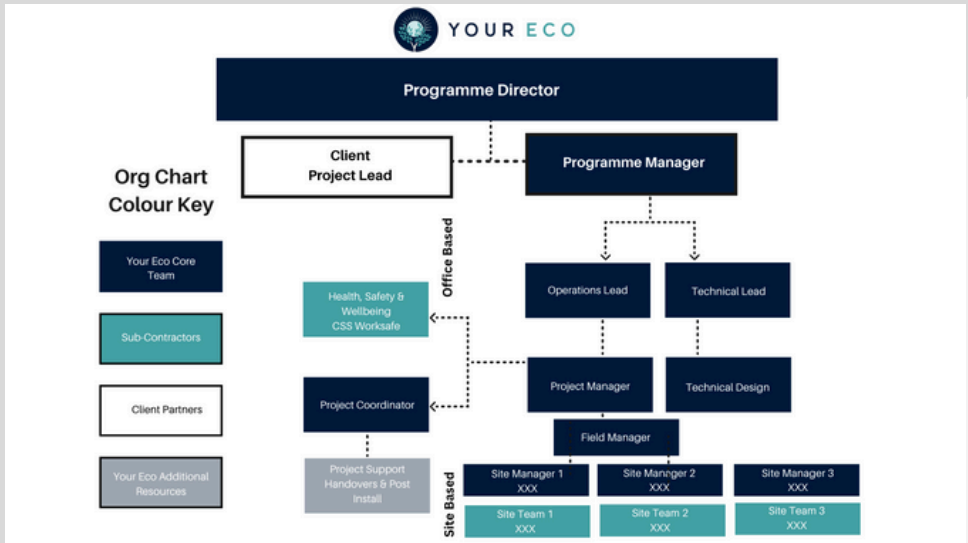 YOUR ECO
Programme Director
Client
Project Lead
Programme Manager
Org Chart
Colour Key
Office Based
Your Eco Core
Team
Operations Lead
Technical Lead
Health, Safety &
Wellbeing
CSS Worksafe
Sub-Contractors
Project Manager
Technical Design
Project Coordinator
Client Partners
Field Manager
Your Eco Additional
Resources
Project Support
Handovers & Post
Install
Site Based
Site Manager 1
XXX
Site Manager 2
XXX
Site Manager 3
XXX
Site Team 1
XXX
Site Team 2
XXX
Site Team 3
XXX